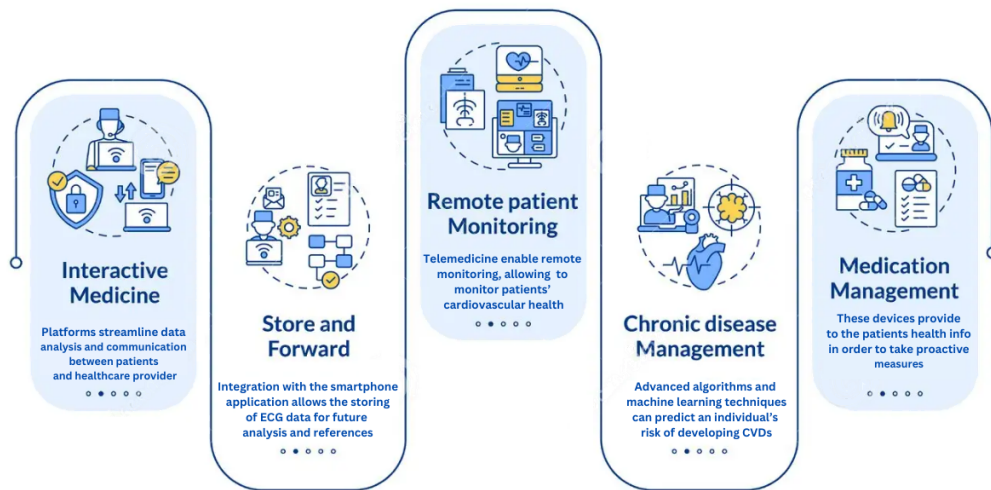 Interactive
Medicine
Platforms streamline data
analysis and communication
between patients
and healthcare provider
Store and
Forward
Integration with the smartphone
application allows the storing
of ECG data for future
analysis and references
Remote patient
Monitoring
Telemedicine enable remote
monitoring, allowing to
monitor patients’
cardiovascular health
Chronic disease
Management
Advanced algorithms and
machine learning techniques
can predict an individual’s
risk of developing CVDs
Medication
Management
These devices provide
to the patients health info
in order to take proactive
measures